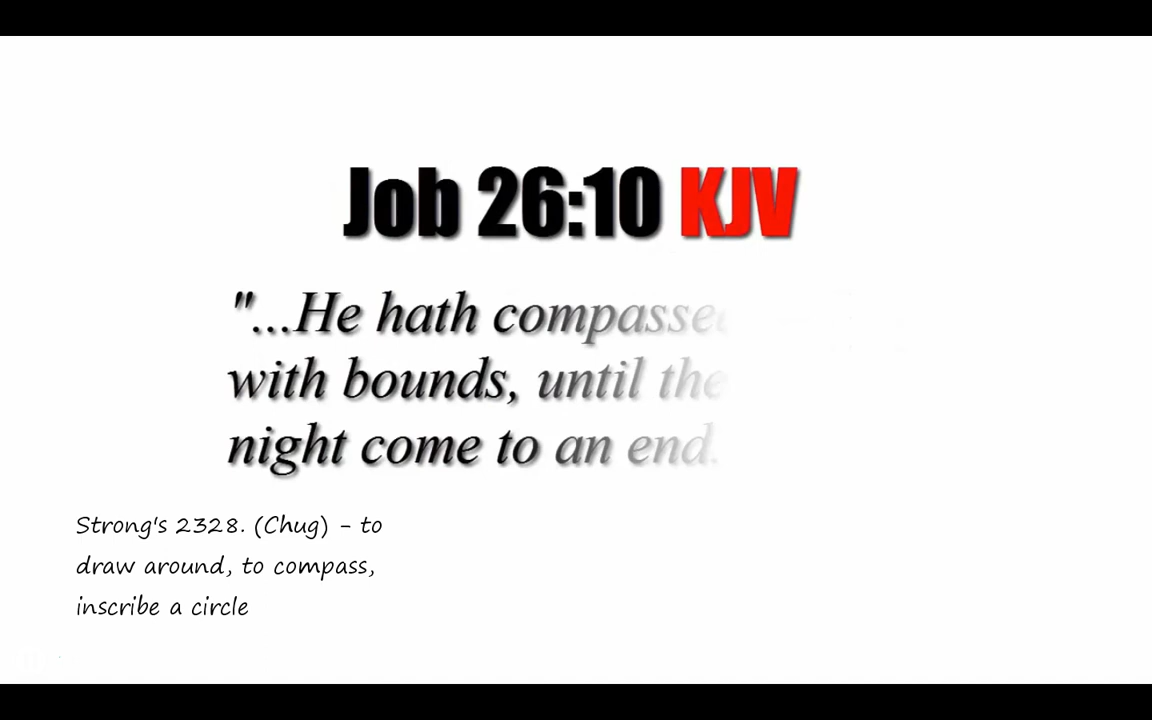 Job 26:10 KJV
"...He hath compassed
with bounds, until the
night come to an end.
Strong's 2328. (Chug) - to
draw around, to compass,
inscribe a circle